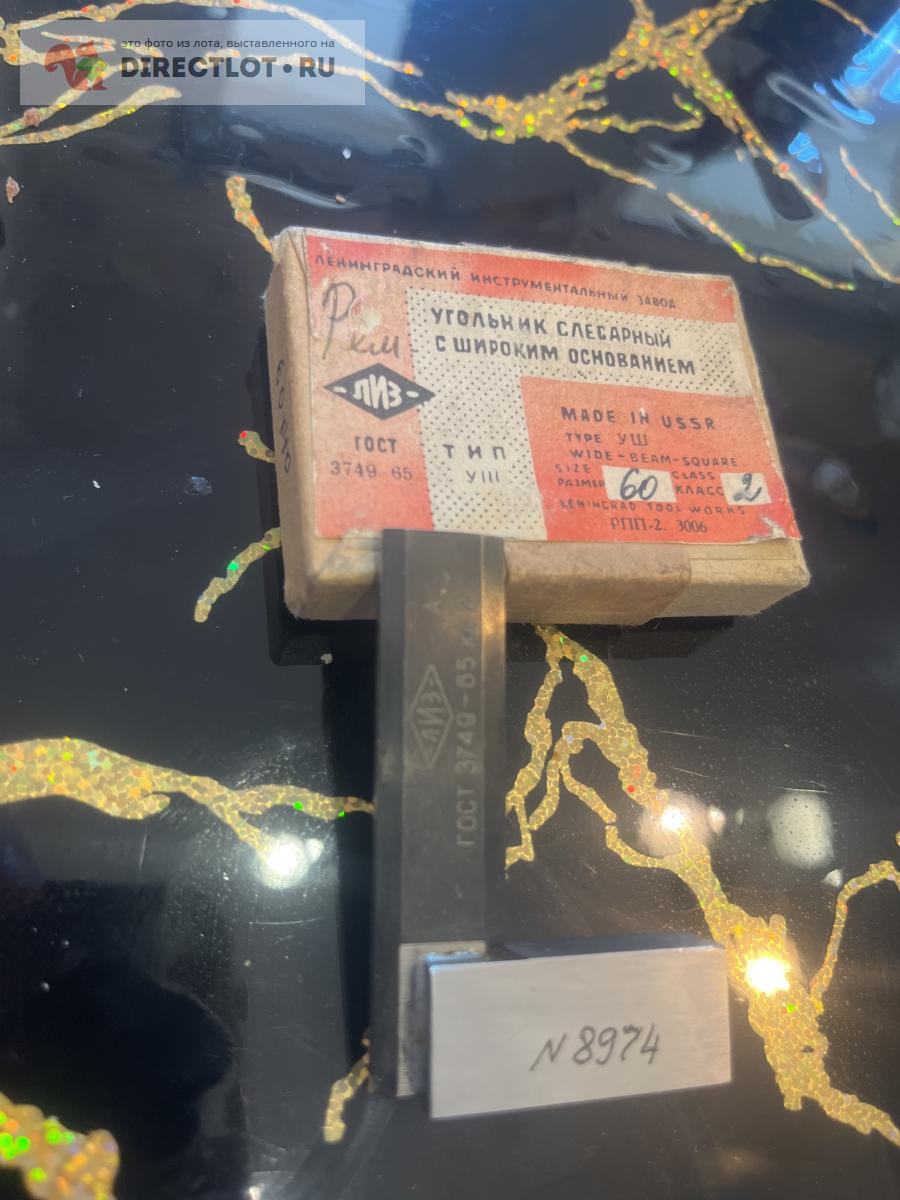 это фото из лота, выставленного на
DIRECTLOT.RU
ЛЕНИНГРАДСКИЙ ИНСТРУМЕНТАЛЬНЫЙ ЗАВОД
УГОЛЬНИК СЛЕСАРНЫЙ
С ШИРОКИМ ОСНОВАНИЕМ
ЛИЗ
ГОСТ
3749 65
ТИП
УШ
MADE IN USSR
TYPE УШ
WIDE-BEAM-SQUARE
SIZE CLASS
РАЗМЕР 60 КЛАСС 2
LENINGRAD TOOL WORKS
РПП-2. 3006
ЛИЗ
ГОСТ 3749-65
N 8974